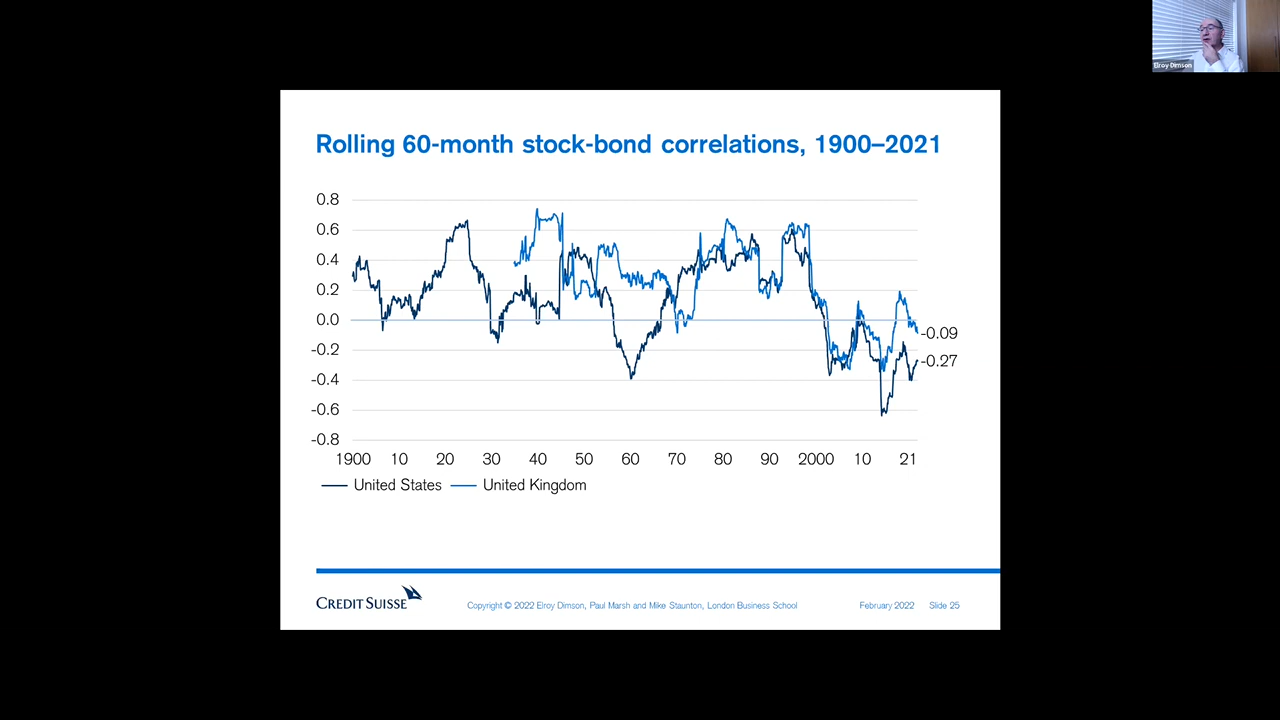 Elroy Dimson
Rolling 60-month stock-bond correlations, 1900–2021
0.8
0.6
0.4
0.2
0.0
-0.2
-0.4
-0.6
-0.8
-0.09
-0.27
1900 10 20 30 40 50 60 70 80 90 2000 10 21
United States United Kingdom
CREDIT SUISSE
Copyright © 2022 Elroy Dimson, Paul Marsh and Mike Staunton, London Business School
February 2022 Slide 25